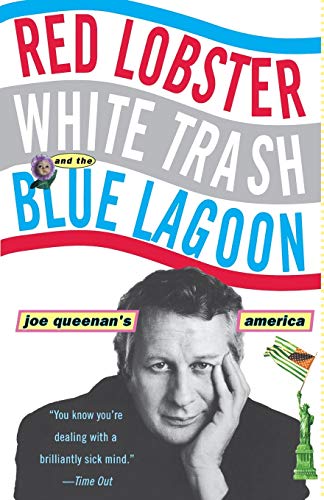 RED LOBSTER
WHITE TRASH
and the
BLUE LAGOON
joe queenan's
america
"You know you're
dealing with a
brilliantly sick mind."
—Time Out